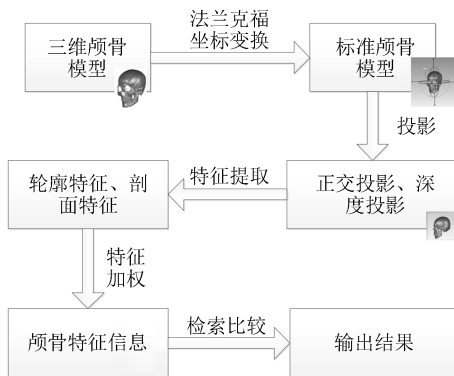 三维颅骨
模型
法兰克福
坐标变换
标准颅骨
模型
投影
正交投影、深
度投影
特征提取
轮廓特征、剖
面特征
特征
加权
颅骨特征信息
检索比较
输出结果